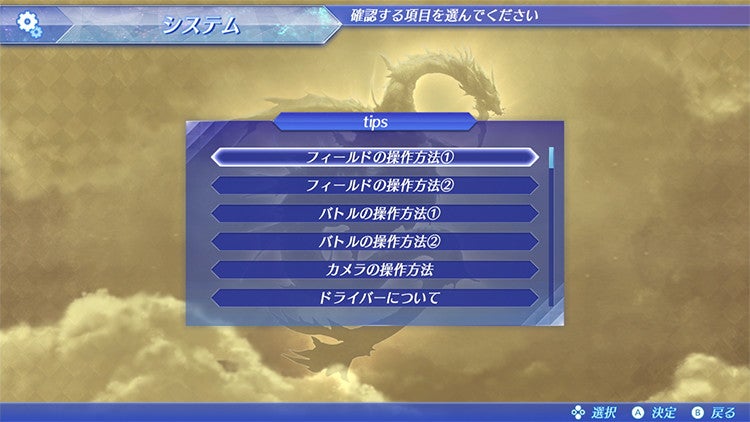 システム
確認する項目を選んでください
tips
フィールドの操作方法①
フィールドの操作方法②
バトルの操作方法①
バトルの操作方法②
カメラの操作方法
ドライバーについて
選択 A 決定 B 戻る